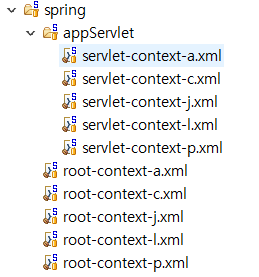 spring
appServlet
servlet-context-a.xml
servlet-context-c.xml
servlet-context-j.xml
servlet-context-l.xml
servlet-context-p.xml
root-context-a.xml
root-context-c.xml
root-context-j.xml
root-context-l.xml
root-context-p.xml